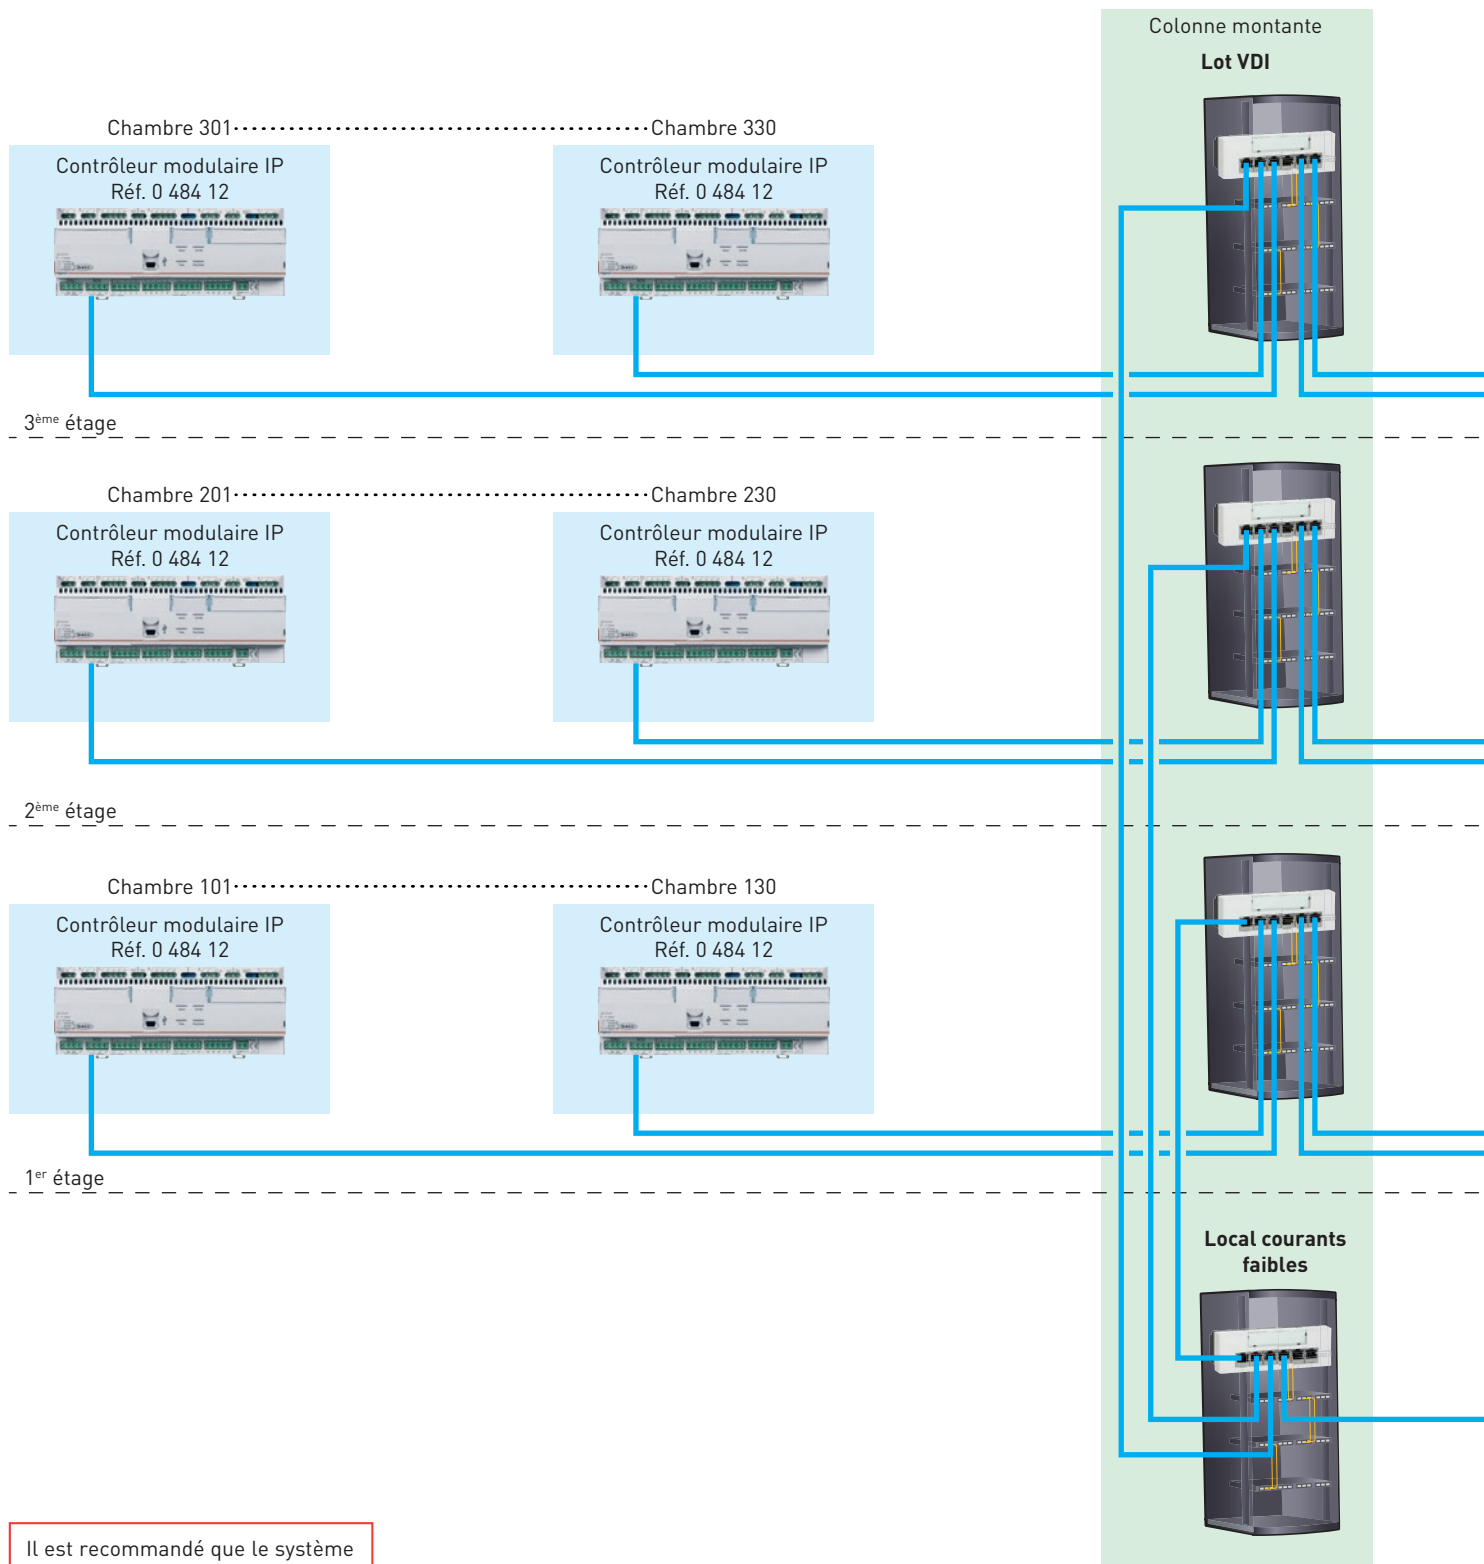 Colonne montante
Lot VDI
Chambre 301
Chambre 330
Contrôleur modulaire IP
Réf. 0 484 12
Contrôleur modulaire IP
Réf. 0 484 12
3ème étage
Chambre 201
Chambre 230
Contrôleur modulaire IP
Réf. 0 484 12
Contrôleur modulaire IP
Réf. 0 484 12
2ème étage
Chambre 101
Chambre 130
Contrôleur modulaire IP
Réf. 0 484 12
Contrôleur modulaire IP
Réf. 0 484 12
1er étage
Local courants
faibles
Il est recommandé que le système